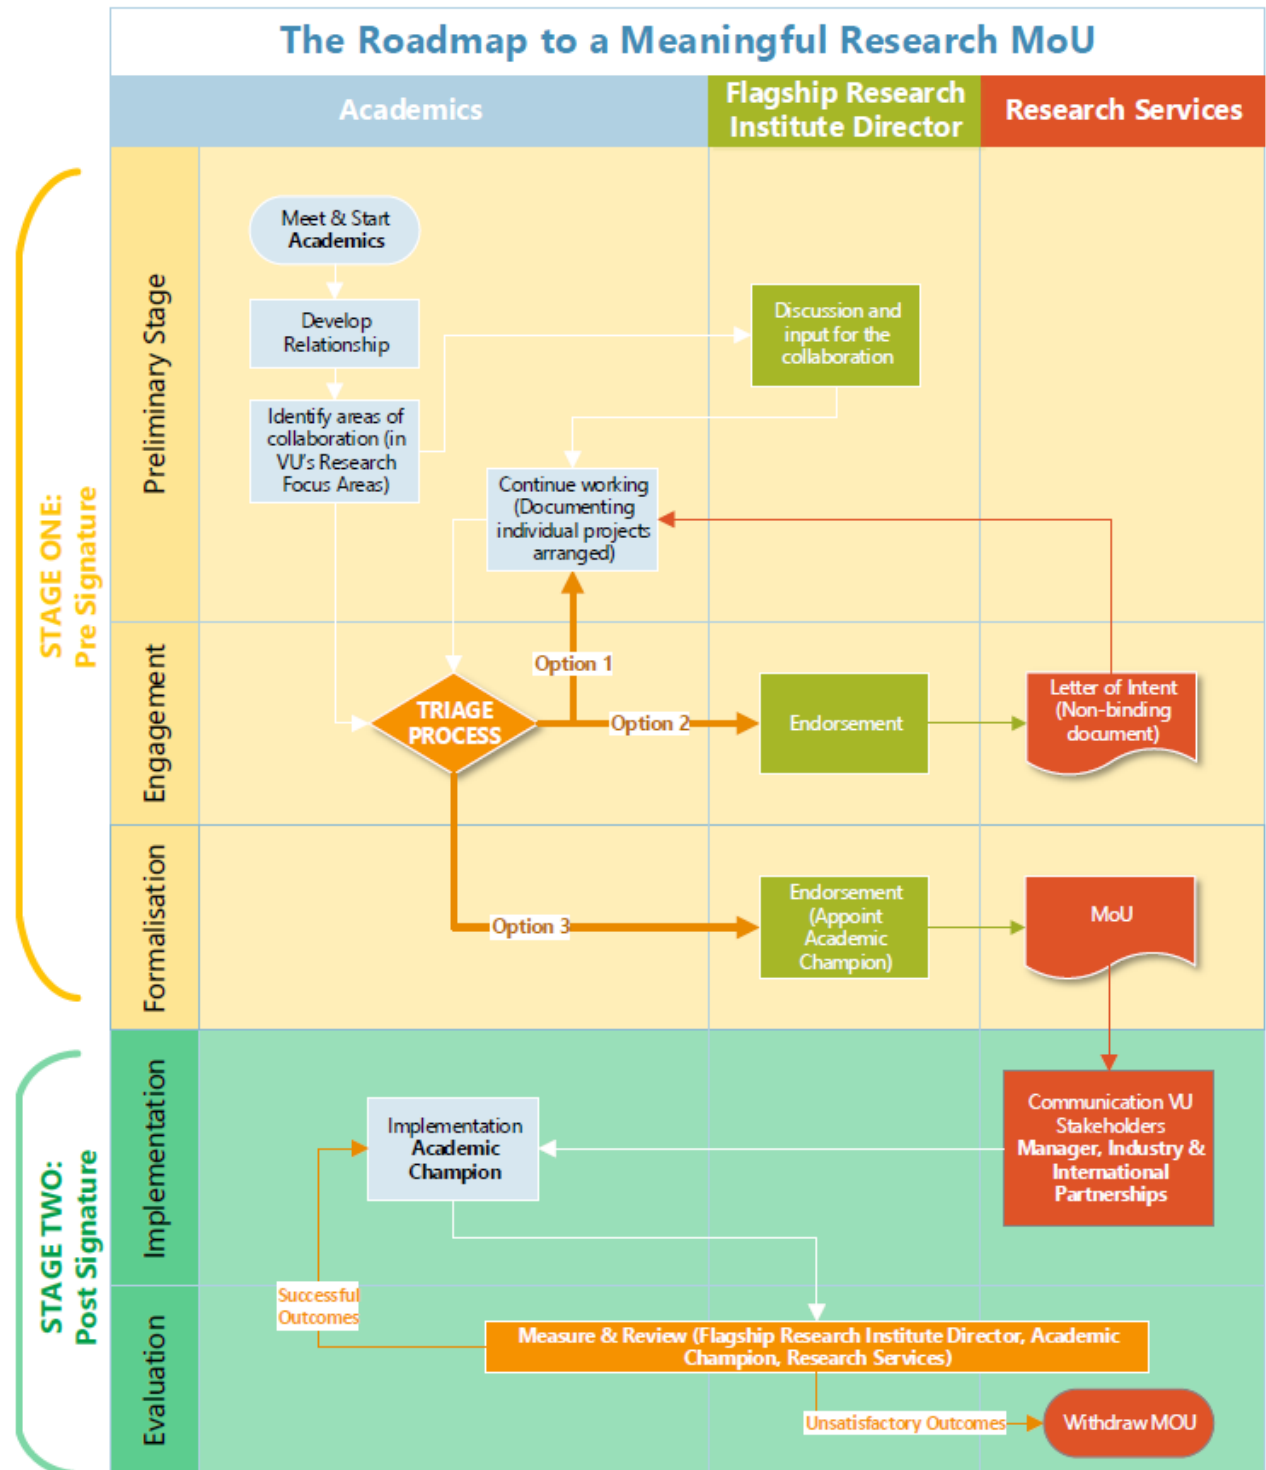 The Roadmap to a Meaningful Research MoU
Academics
Flagship Research
Institute Director
Research Services
STAGE ONE:
Pre Signature
Preliminary Stage
Meet & Start
Academics
Develop
Relationship
Identify areas of
collaboration (in
VU's Research
Focus Areas)
Discussion and
input for the
collaboration
Continue working
(Documenting
individual projects
arranged)
Engagement
Option 1
TRIAGE
PROCESS
Option 2
Endorsement
Letter of Intent
(Non-binding
document)
Formalisation
Option 3
Endorsement
(Appoint
Academic
Champion)
MoU
STAGE TWO:
Post Signature
Implementation
Implementation
Academic
Champion
Communication VU
Stakeholders
Manager, Industry &
International
Partnerships
Evaluation
Successful
Outcomes
Measure & Review (Flagship Research Institute Director, Academic
Champion, Research Services)
Unsatisfactory Outcomes
Withdraw MOU